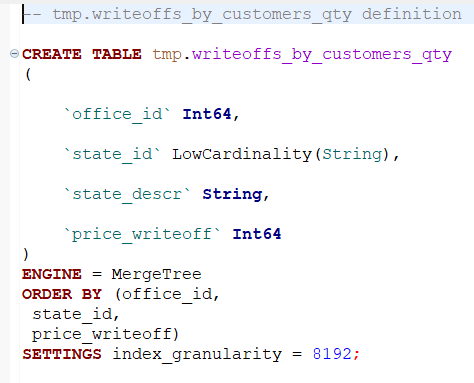 -- tmp.writeoffs_by_customers_qty definition
CREATE TABLE tmp.writeoffs_by_customers_qty
(
`office_id` Int64,
`state_id` LowCardinality(String),
`state_descr` String,
`price_writeoff` Int64
)
ENGINE = MergeTree
ORDER BY (office_id,
state_id,
price_writeoff)
SETTINGS index_granularity = 8192;